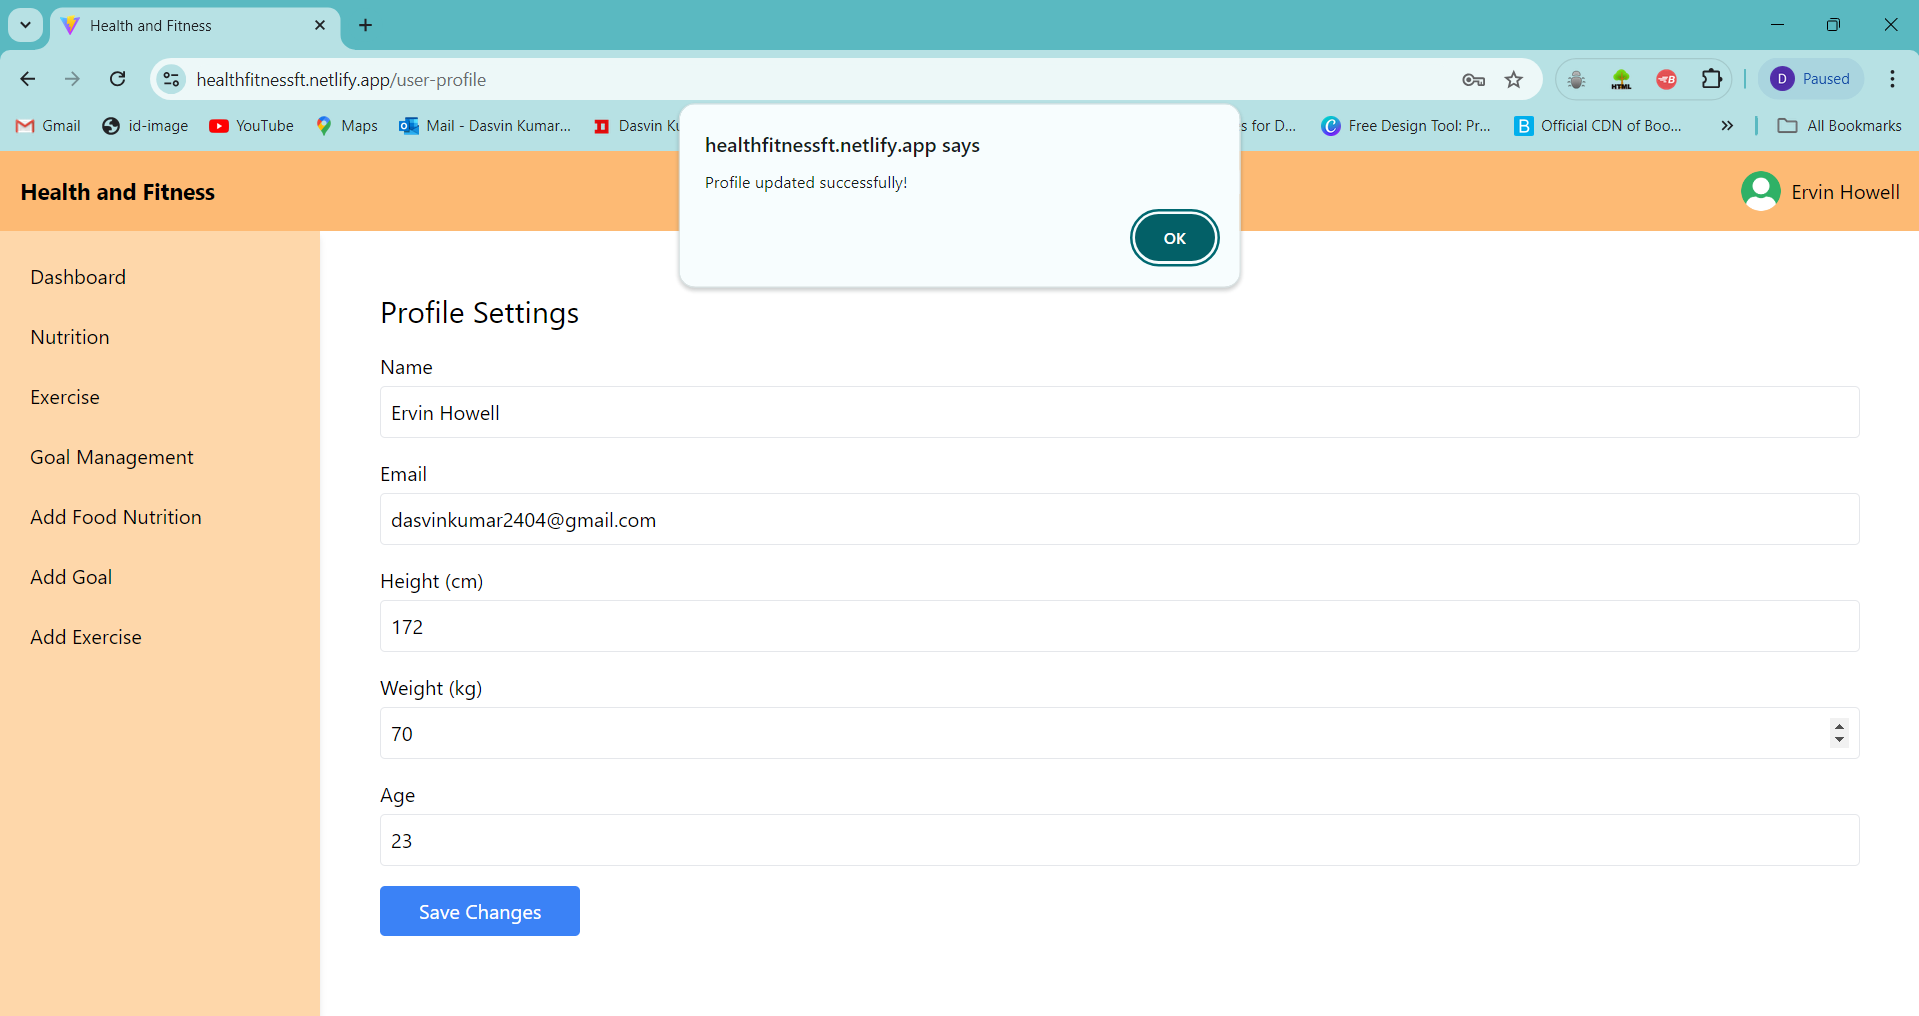 Health and Fitness
healthfitnessft.netlify.app/user-profile
D Paused
Gmail id-image YouTube Maps Mail - Dasvin Kumar... Dasvin Ku s for D... Free Design Tool: Pr... Official CDN of Boo... All Bookmarks
healthfitnessft.netlify.app says
Profile updated successfully!
OK
Health and Fitness
Ervin Howell
Dashboard
Nutrition
Exercise
Goal Management
Add Food Nutrition
Add Goal
Add Exercise
Profile Settings
Name
Ervin Howell
Email
dasvinkumar2404@gmail.com
Height (cm)
172
Weight (kg)
70
Age
23
Save Changes